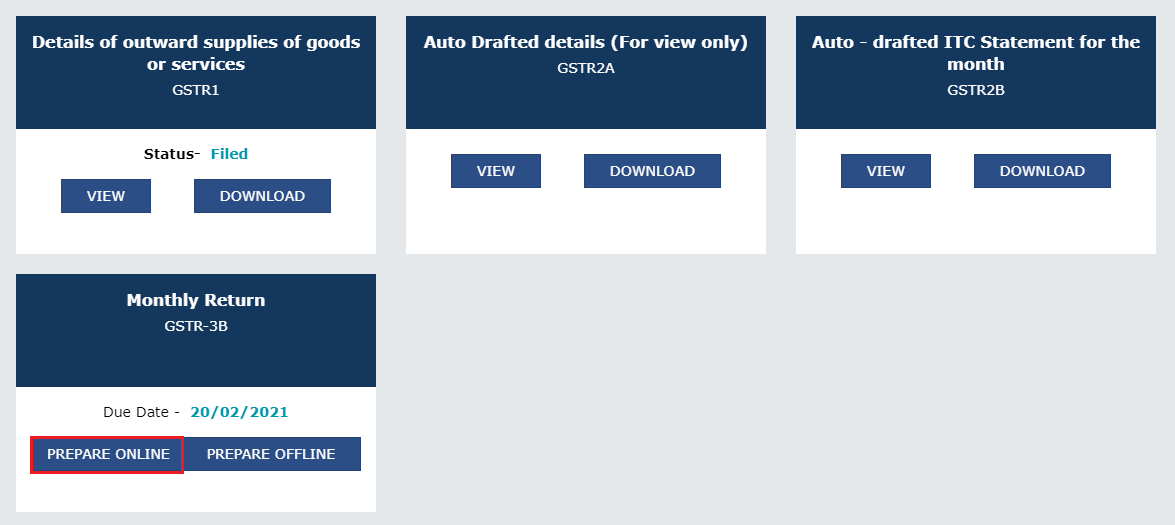 Details of outward supplies of goods
or services
GSTR1
Status- Filed
VIEW DOWNLOAD
Auto Drafted details (For view only)
GSTR2A
VIEW DOWNLOAD
Auto - drafted ITC Statement for the
month
GSTR2B
VIEW DOWNLOAD
Monthly Return
GSTR-3B
Due Date - 20/02/2021
PREPARE ONLINE PREPARE OFFLINE